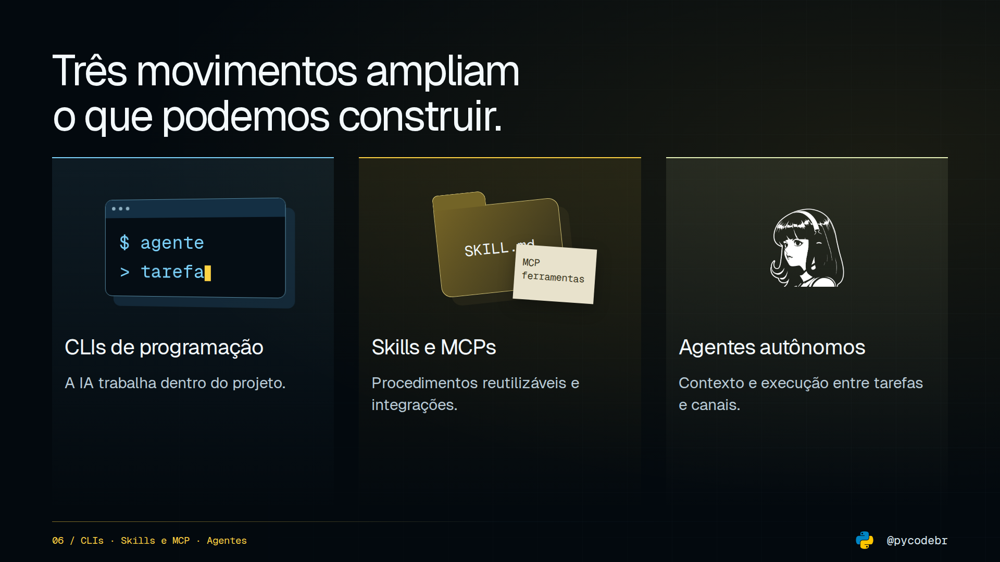 Três movimentos ampliam
o que podemos construir.
$ agente
> tarefa
SKILL.md
MCP
ferramentas
CLIs de programação
A IA trabalha dentro do projeto.
Skills e MCPs
Procedimentos reutilizáveis e
integrações.
Agentes autônomos
Contexto e execução entre tarefas
e canais.
06 / CLIs · Skills e MCP · Agentes
@pycodebr